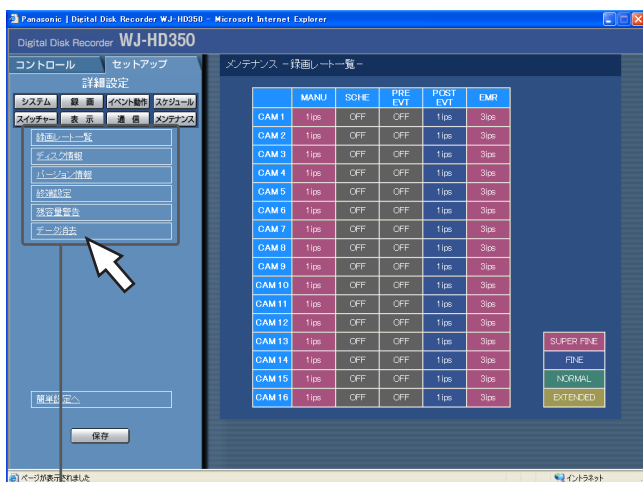 Panasonic | Digital Disk Recorder WJ-HD350 - Microsoft Internet Explorer
Digital Disk Recorder WJ-HD350
コントロール セットアップ
詳細設定
システム 録 画 イベント動作 スケジュール
スイッチャー 表 示 通 信 メンテナンス
録画レート一覧
ディスク情報
バージョン情報
終端設定
残容量警告
データ消去
簡単設定へ
保存
メンテナンス －録画レート一覧－
MANU SCHE PRE EVT POST EVT EMR
CAM 1 1ips OFF OFF 1ips 3ips
CAM 2 1ips OFF OFF 1ips 3ips
CAM 3 1ips OFF OFF 1ips 3ips
CAM 4 1ips OFF OFF 1ips 3ips
CAM 5 1ips OFF OFF 1ips 3ips
CAM 6 1ips OFF OFF 1ips 3ips
CAM 7 1ips OFF OFF 1ips 3ips
CAM 8 1ips OFF OFF 1ips 3ips
CAM 9 1ips OFF OFF 1ips 3ips
CAM 10 1ips OFF OFF 1ips 3ips
CAM 11 1ips OFF OFF 1ips 3ips
CAM 12 1ips OFF OFF 1ips 3ips
CAM 13 1ips OFF OFF 1ips 3ips
CAM 14 1ips OFF OFF 1ips 3ips
CAM 15 1ips OFF OFF 1ips 3ips
CAM 16 1ips OFF OFF 1ips 3ips
SUPER FINE
FINE
NORMAL
EXTENDED
ページが表示されました
イントラネット